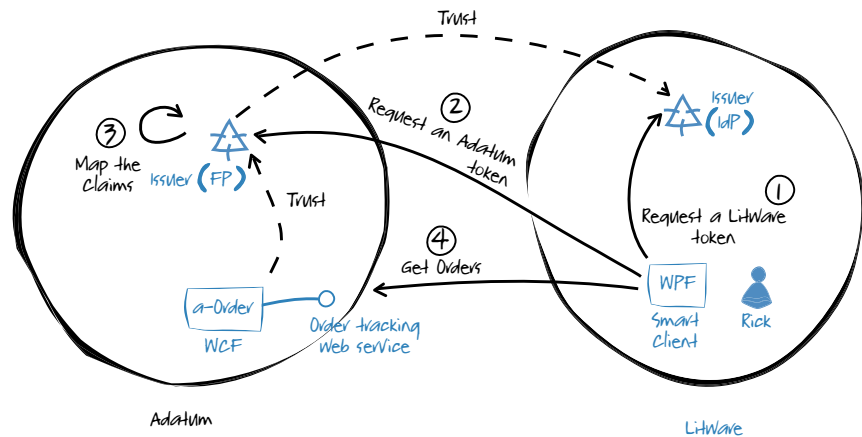 Trust
2
Request an Adatum
token
Issuer
(IdP)
3
Map the
Claims
Issuer (FP)
Trust
1
Request a Litware
token
4
Get Orders
WPF
Smart
Client
Rick
a-Order
WCF
Order tracking
Web service
Adatum
Litware